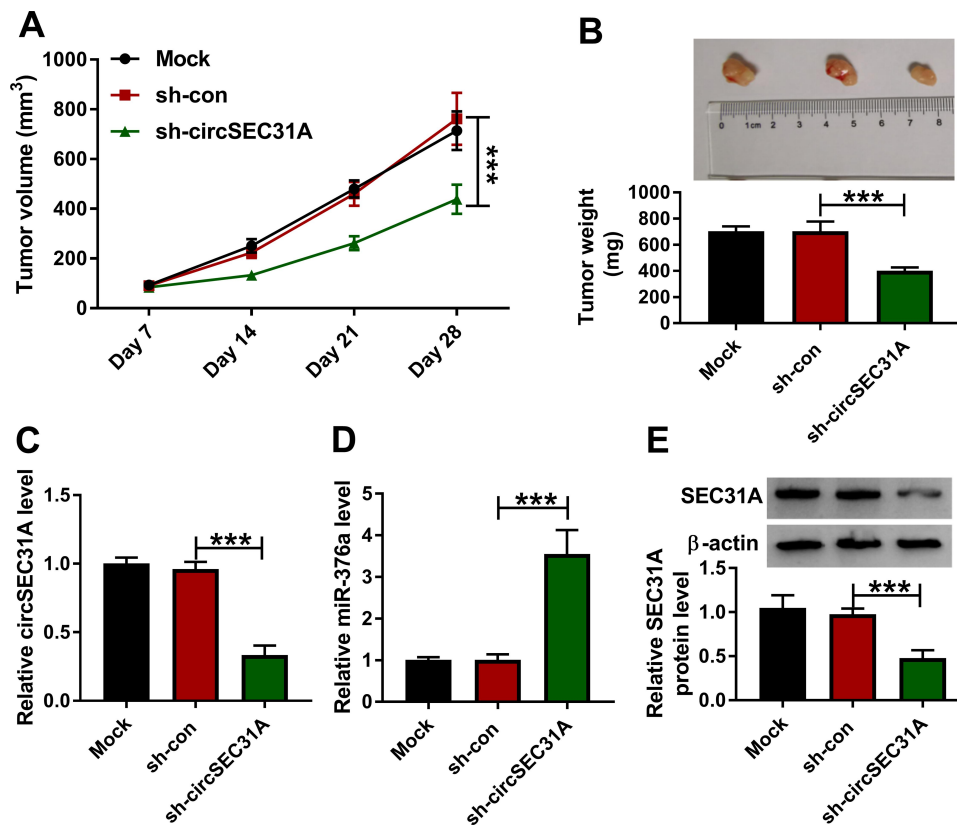 A
Tumor volume (mm³)
1000
800
600
400
200
0
Mock
sh-con
sh-circSEC31A
***
Day 7
Day 14
Day 21
Day 28
B
0 1cm 2 3 4 5 6 7 8
Tumor weight
(mg)
1000
800
600
400
200
0
***
Mock
sh-con
sh-circSEC31A
C
Relative circSEC31A level
1.5
1.0
0.5
0.0
***
Mock
sh-con
sh-circSEC31A
D
Relative miR-376a level
5
4
3
2
1
0
***
Mock
sh-con
sh-circSEC31A
E
SEC31A
β-actin
Relative SEC31A
protein level
1.5
1.0
0.5
0.0
***
Mock
sh-con
sh-circSEC31A